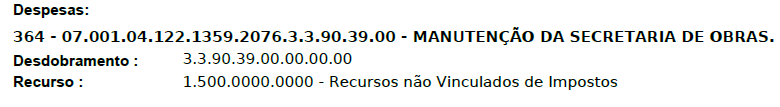 Despesas:
364 - 07.001.04.122.1359.2076.3.3.90.39.00 - MANUTENÇÃO DA SECRETARIA DE OBRAS.
Desdobramento : 3.3.90.39.00.00.00.00
Recurso : 1.500.0000.0000 - Recursos não Vinculados de Impostos